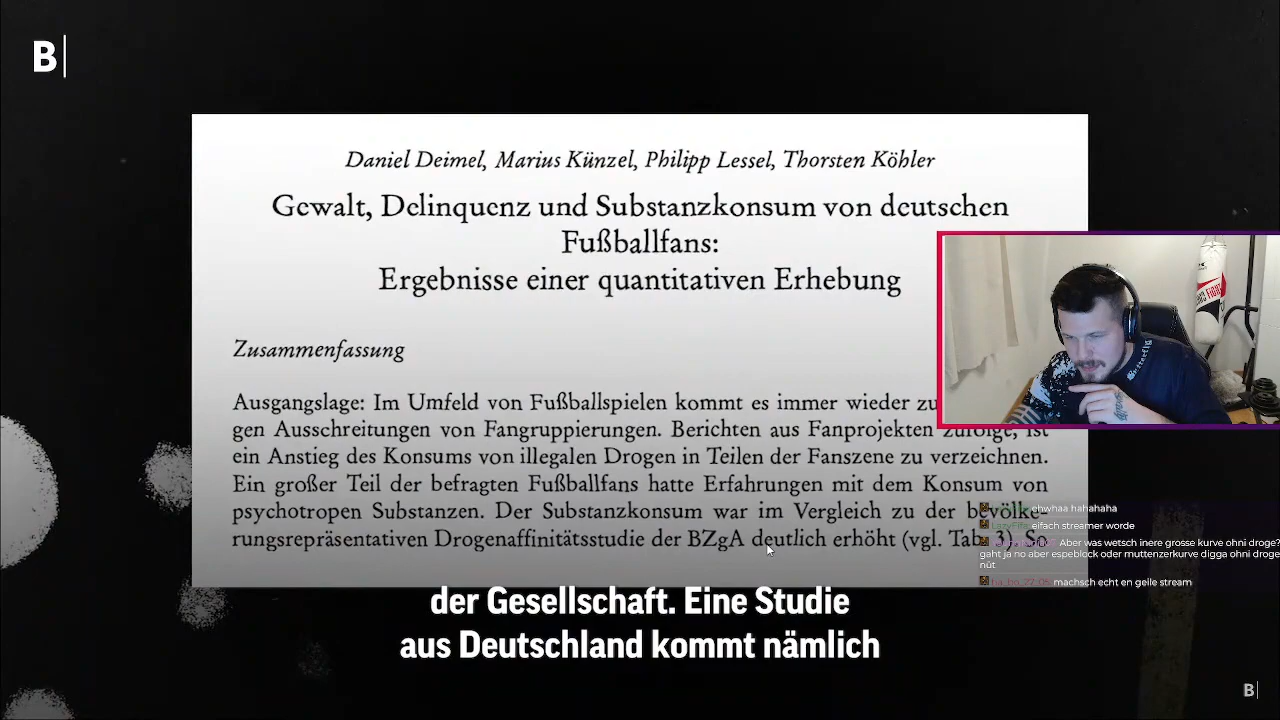 B|
Daniel Deimel, Marius Künzel, Philipp Lessel, Thorsten Köhler
Gewalt, Delinquenz und Substanzkonsum von deutschen
Fußballfans:
Ergebnisse einer quantitativen Erhebung
Zusammenfassung
Ausgangslage: Im Umfeld von Fußballspielen kommt es immer wieder zu
gen Ausschreitungen von Fangruppierungen. Berichten aus Fanprojekten zufolge, ist
ein Anstieg des Konsums von illegalen Drogen in Teilen der Fanszene zu verzeichnen.
Ein großer Teil der befragten Fußballfans hatte Erfahrungen mit dem Konsum von
psychotropen Substanzen. Der Substanzkonsum war im Vergleich zu der bevölke-
rungsrepräsentativen Drogenaffinitätsstudie der BZgA deutlich erhöht (vgl. Tab. 3). So
ehwhaa hahahaha
LazyFifa eifach streamer worde
Aber was wetsch inere grosse kurve ohni droge?
gaht ja no aber espeblock oder muttenzerkurve digga ohni droge
nüt
machsch echt en geile stream
der Gesellschaft. Eine Studie
aus Deutschland kommt nämlich
B|